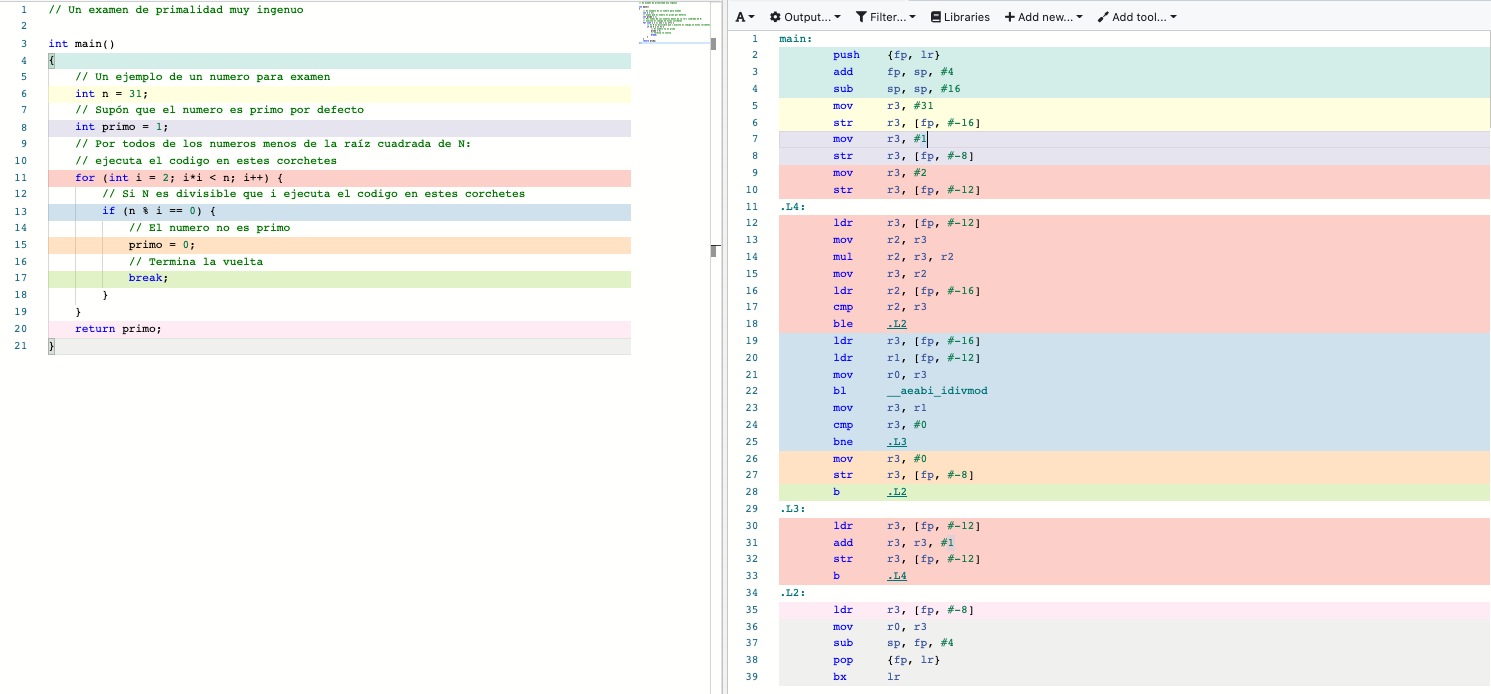 1 // Un examen de primalidad muy ingenuo
2
3 int main()
4 {
5 // Un ejemplo de un numero para examen
6 int n = 31;
7 // Supón que el numero es primo por defecto
8 int primo = 1;
9 // Por todos de los numeros menos de la raíz cuadrada de N:
10 // ejecuta el codigo en estes corchetes
11 for (int i = 2; i*i < n; i++) {
12 // Si N es divisible que i ejecuta el codigo en estes corchetes
13 if (n % i == 0) {
14 // El numero no es primo
15 primo = 0;
16 // Termina la vuelta
17 break;
18 }
19 }
20 return primo;
21 }
A Output... Filter... Libraries + Add new... Add tool...
1 main:
2 push {fp, lr}
3 add fp, sp, #4
4 sub sp, sp, #16
5 mov r3, #31
6 str r3, [fp, #-16]
7 mov r3, #1
8 str r3, [fp, #-8]
9 mov r3, #2
10 str r3, [fp, #-12]
11 .L4:
12 ldr r3, [fp, #-12]
13 mov r2, r3
14 mul r2, r3, r2
15 mov r3, r2
16 ldr r2, [fp, #-16]
17 cmp r2, r3
18 ble .L2
19 ldr r3, [fp, #-16]
20 ldr r1, [fp, #-12]
21 mov r0, r3
22 bl __aeabi_idivmod
23 mov r3, r1
24 cmp r3, #0
25 bne .L3
26 mov r3, #0
27 str r3, [fp, #-8]
28 b .L2
29 .L3:
30 ldr r3, [fp, #-12]
31 add r3, r3, #1
32 str r3, [fp, #-12]
33 b .L4
34 .L2:
35 ldr r3, [fp, #-8]
36 mov r0, r3
37 sub sp, fp, #4
38 pop {fp, lr}
39 bx lr